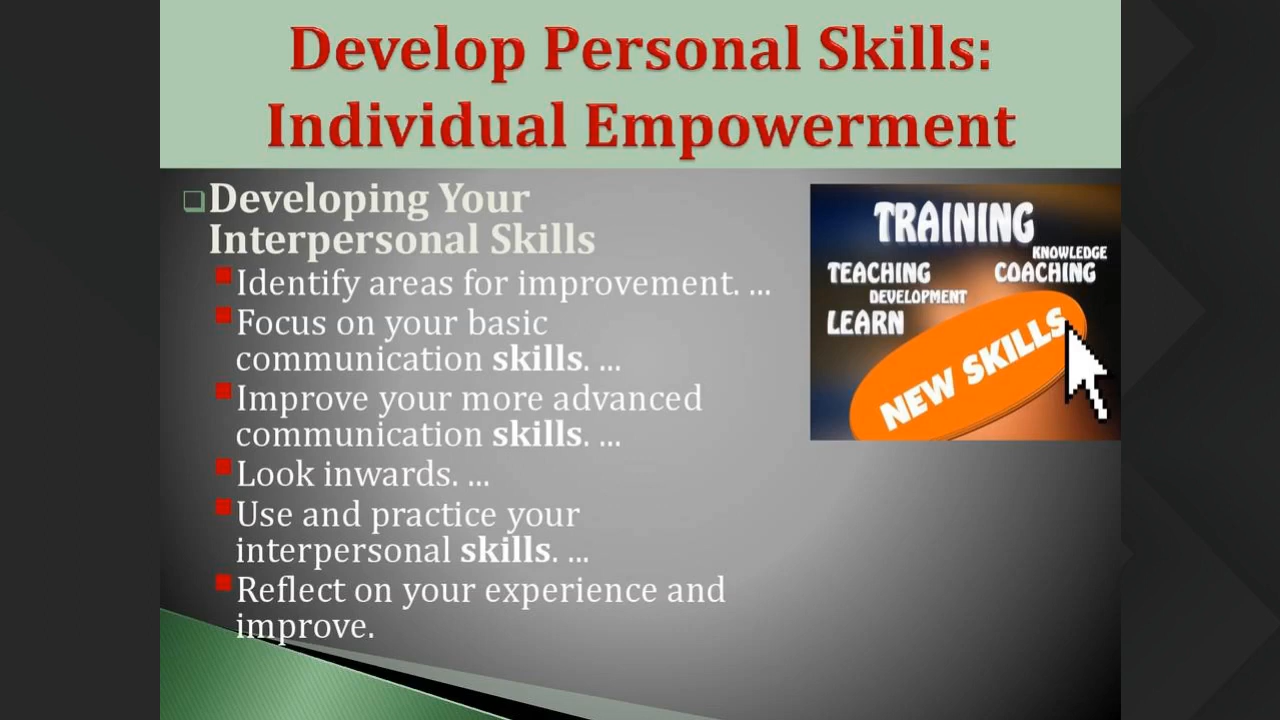 Develop Personal Skills:
Individual Empowerment
Developing Your
Interpersonal Skills
Identify areas for improvement. ...
Focus on your basic
communication skills. ...
Improve your more advanced
communication skills. ...
Look inwards. ...
Use and practice your
interpersonal skills. ...
Reflect on your experience and
improve.
TRAINING
KNOWLEDGE
TEACHING
COACHING
DEVELOPMENT
LEARN
NEW SKILLS